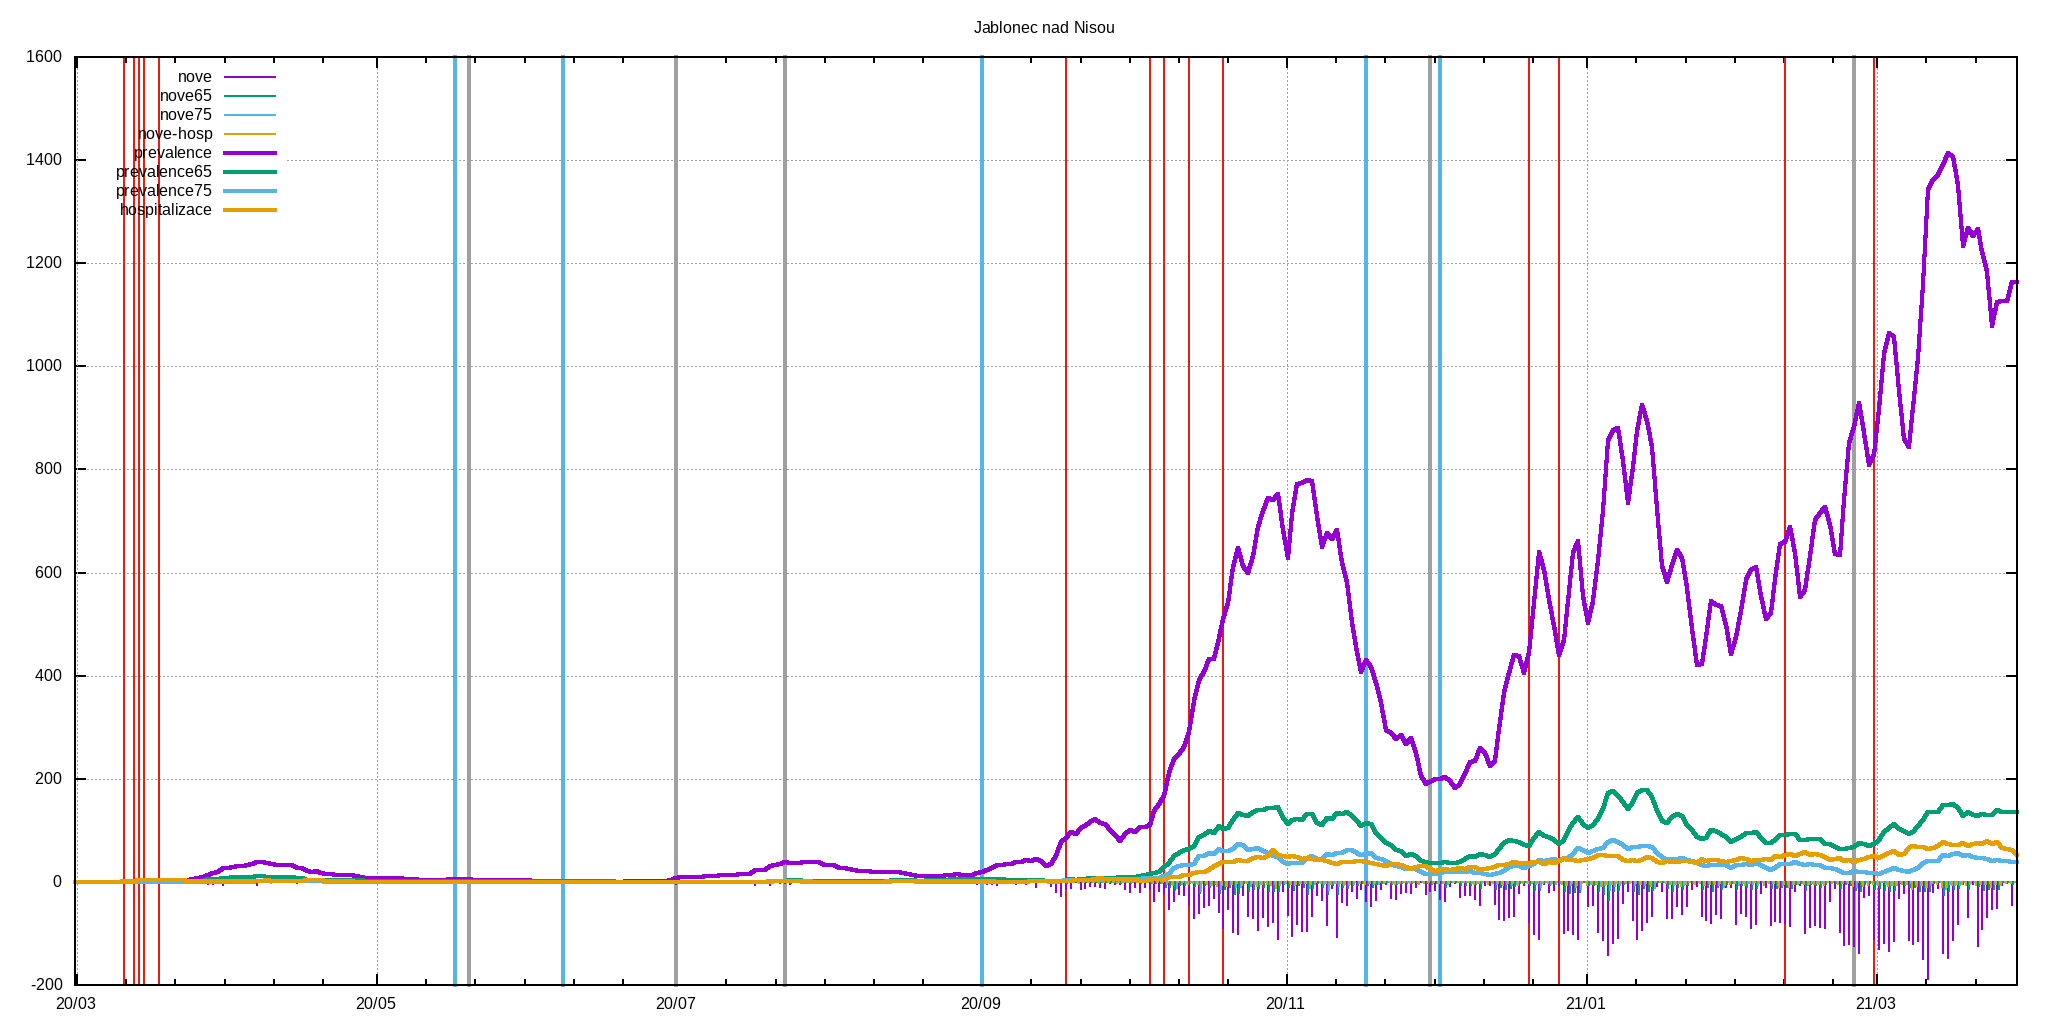 Jablonec nad Nisou
1600
1400
1200
1000
800
600
400
200
0
-200
nove
nove65
nove75
nove-hosp
prevalence
prevalence65
prevalence75
hospitalizace
20/03 20/05 20/07 20/09 20/11 21/01 21/03